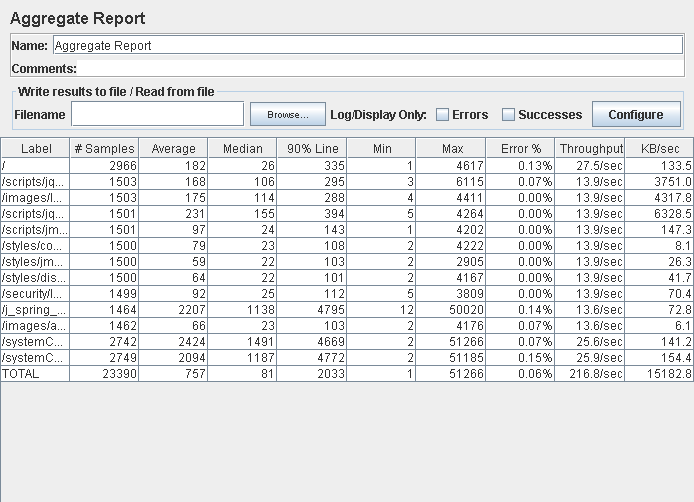 Aggregate Report
Name: Aggregate Report
Comments:
Write results to file / Read from file
Filename Browse... Log/Display Only: Errors Successes Configure
Label # Samples Average Median 90% Line Min Max Error % Throughput KB/sec
/ 2966 182 26 335 1 4617 0.13% 27.5/sec 133.5
/scripts/jq... 1503 168 106 295 3 6115 0.07% 13.9/sec 3751.0
/images/l... 1503 175 114 288 4 4411 0.00% 13.9/sec 4317.8
/scripts/jq... 1501 231 155 394 5 4264 0.00% 13.9/sec 6328.5
/scripts/jm... 1501 97 24 143 1 4202 0.00% 13.9/sec 147.3
/styles/co... 1500 79 23 108 2 4222 0.00% 13.9/sec 8.1
/styles/jm... 1500 59 22 103 2 2905 0.00% 13.9/sec 26.3
/styles/dis... 1500 64 22 101 2 4167 0.00% 13.9/sec 41.7
/security/l... 1499 92 25 112 5 3809 0.00% 13.9/sec 70.4
/j_spring_... 1464 2207 1138 4795 12 50020 0.14% 13.6/sec 72.8
/images/a... 1462 66 23 103 2 4176 0.07% 13.6/sec 6.1
/systemC... 2742 2424 1491 4669 2 51266 0.07% 25.6/sec 141.2
/systemC... 2749 2094 1187 4772 2 51185 0.15% 25.9/sec 154.4
TOTAL 23390 757 81 2033 1 51266 0.06% 216.8/sec 15182.8